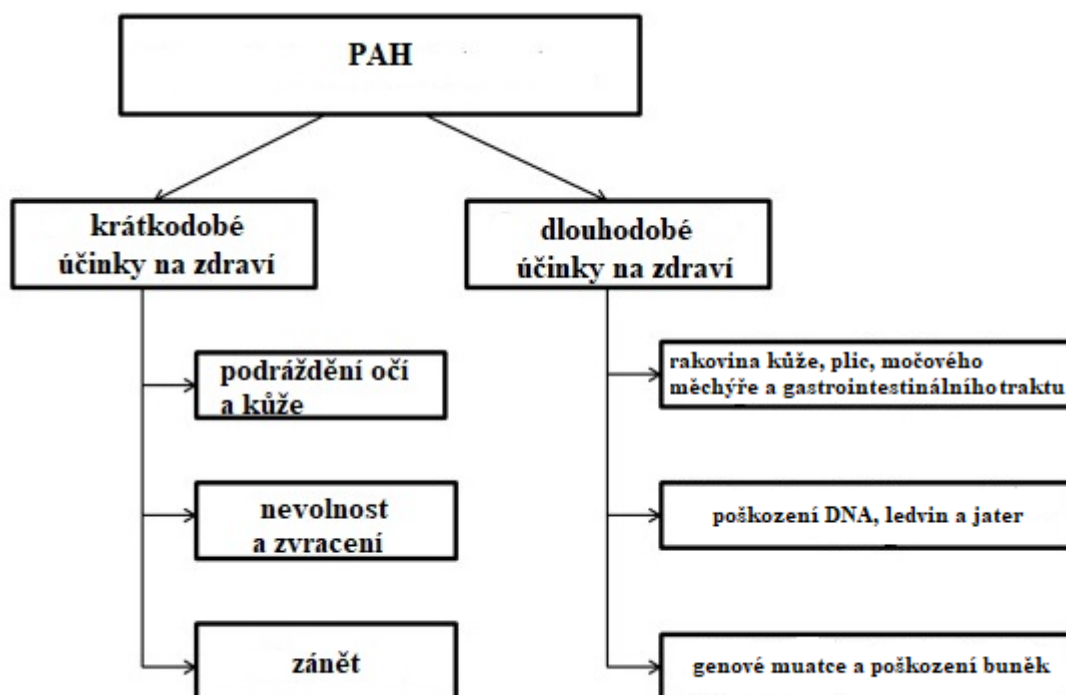 PAH
krátkodobé
účinky na zdraví
dlouhodobé
účinky na zdraví
podráždění očí
a kůže
nevolnost
a zvracení
zánět
rakovina kůže, plic, močového
měchýře a gastrointestinálního traktu
poškození DNA, ledvin a jater
genové muatce a poškození buněk